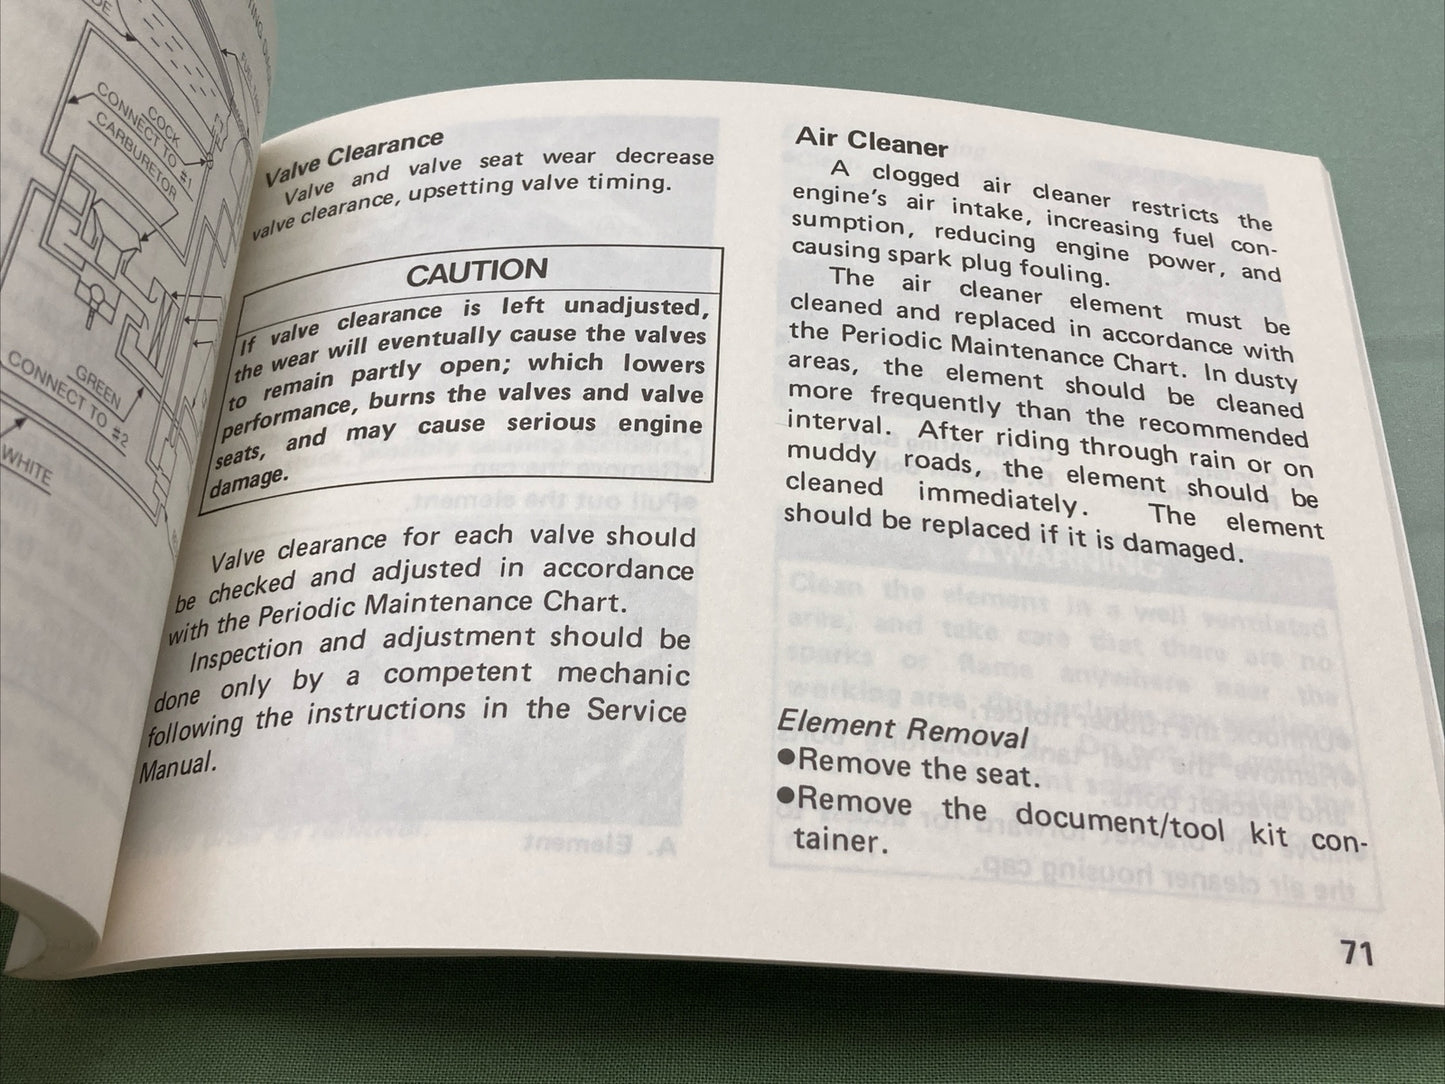 COCK
CONNECT TO #1
CARBURETOR
GREEN
CONNECT TO #2
WHITE
Valve Clearance
Valve and valve seat wear decrease
valve clearance, upsetting valve timing.
CAUTION
If valve clearance is left unadjusted,
the wear will eventually cause the valves
to remain partly open; which lowers
performance, burns the valves and valve
seats, and may cause serious engine
damage.
Valve clearance for each valve should
be checked and adjusted in accordance
with the Periodic Maintenance Chart.
Inspection and adjustment should be
done only by a competent mechanic
following the instructions in the Service
Manual.
Air Cleaner
A clogged air cleaner restricts the
engine's air intake, increasing fuel con-
sumption, reducing engine power, and
causing spark plug fouling.
The air cleaner element must be
cleaned and replaced in accordance with
the Periodic Maintenance Chart. In dusty
areas, the element should be cleaned
more frequently than the recommended
interval. After riding through rain or on
muddy roads, the element should be
cleaned immediately. The element
should be replaced if it is damaged.
Element Removal
●Remove the seat.
●Remove the document/tool kit con-
tainer.
71